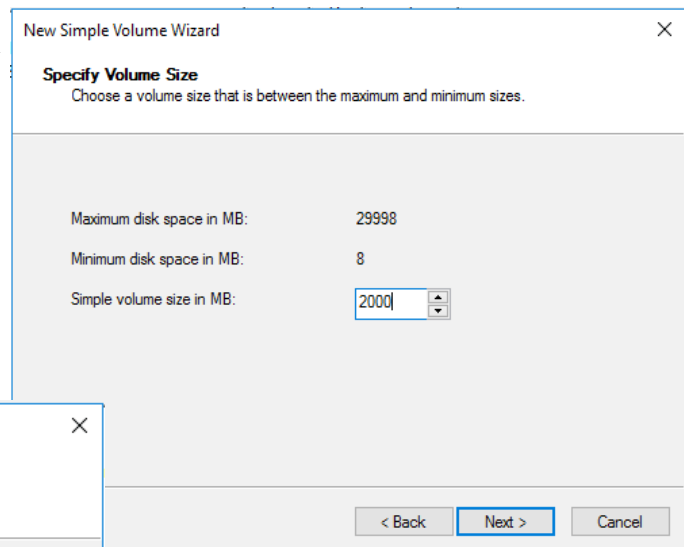 New Simple Volume Wizard
Specify Volume Size
Choose a volume size that is between the maximum and minimum sizes.
Maximum disk space in MB: 29998
Minimum disk space in MB: 8
Simple volume size in MB: 2000
< Back Next > Cancel